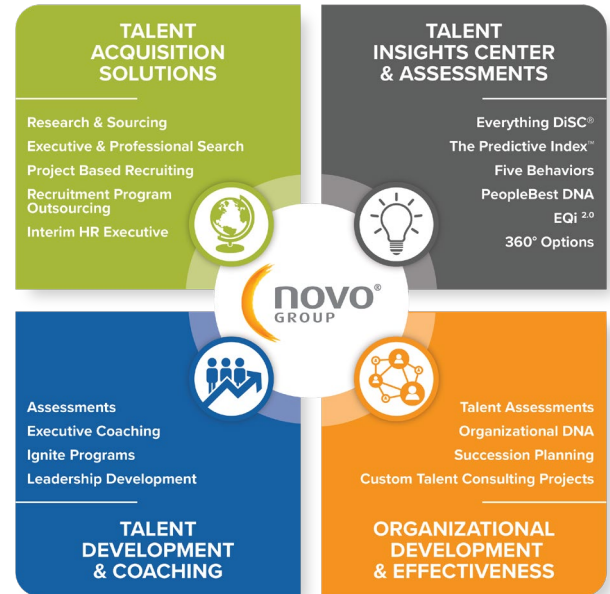 TALENT
ACQUISITION
SOLUTIONS
Research & Sourcing
Executive & Professional Search
Project Based Recruiting
Recruitment Program
Outsourcing
Interim HR Executive
TALENT
INSIGHTS CENTER
& ASSESSMENTS
Everything DiSC®
The Predictive Index™
Five Behaviors
PeopleBest DNA
EQi 2.0
360° Options
novo®
GROUP
Assessments
Executive Coaching
Ignite Programs
Leadership Development
TALENT
DEVELOPMENT
& COACHING
Talent Assessments
Organizational DNA
Succession Planning
Custom Talent Consulting Projects
ORGANIZATIONAL
DEVELOPMENT
& EFFECTIVENESS